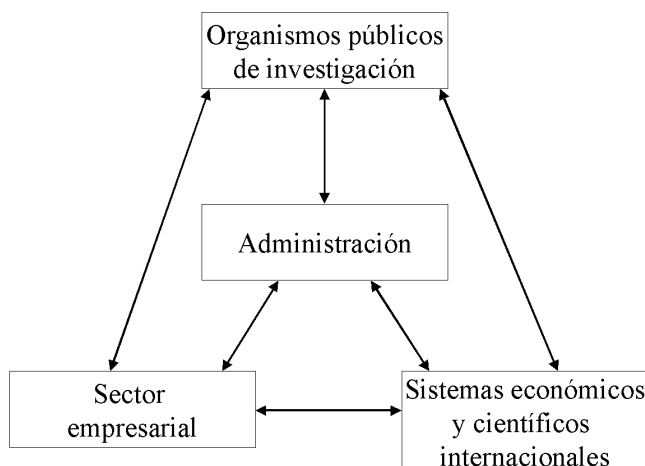 Organismos públicos
de investigación
Administración
Sector
empresarial
Sistemas económicos
y científicos
internacionales